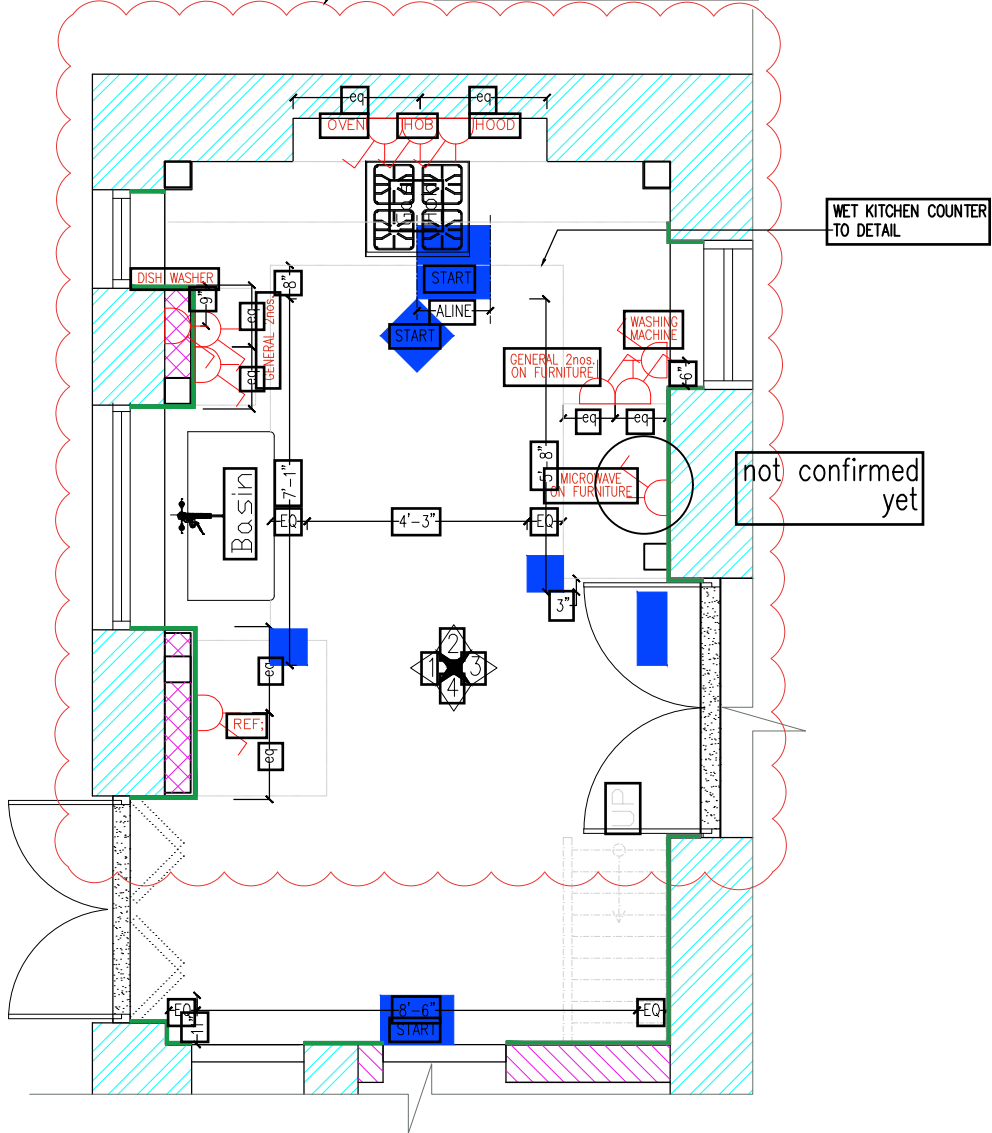 eq
eq
OVEN
HOB
HOOD
WET KITCHEN COUNTER
TO DETAIL
DISH WASHER
8"
START
9"
ALINE
eq
GENERAL 2nos.
START
WASHING
MACHINE
GENERAL 2nos.
ON FURNITURE
6"
eq
eq
eq
5'-8"
not confirmed
yet
7'-1"
MICROWAVE
ON FURNITURE
Basin
EQ
4'-3"
EQ
3"
2
1
3
4
eq
REF;
eq
UP
EQ
8'-6"
EQ
11"
START